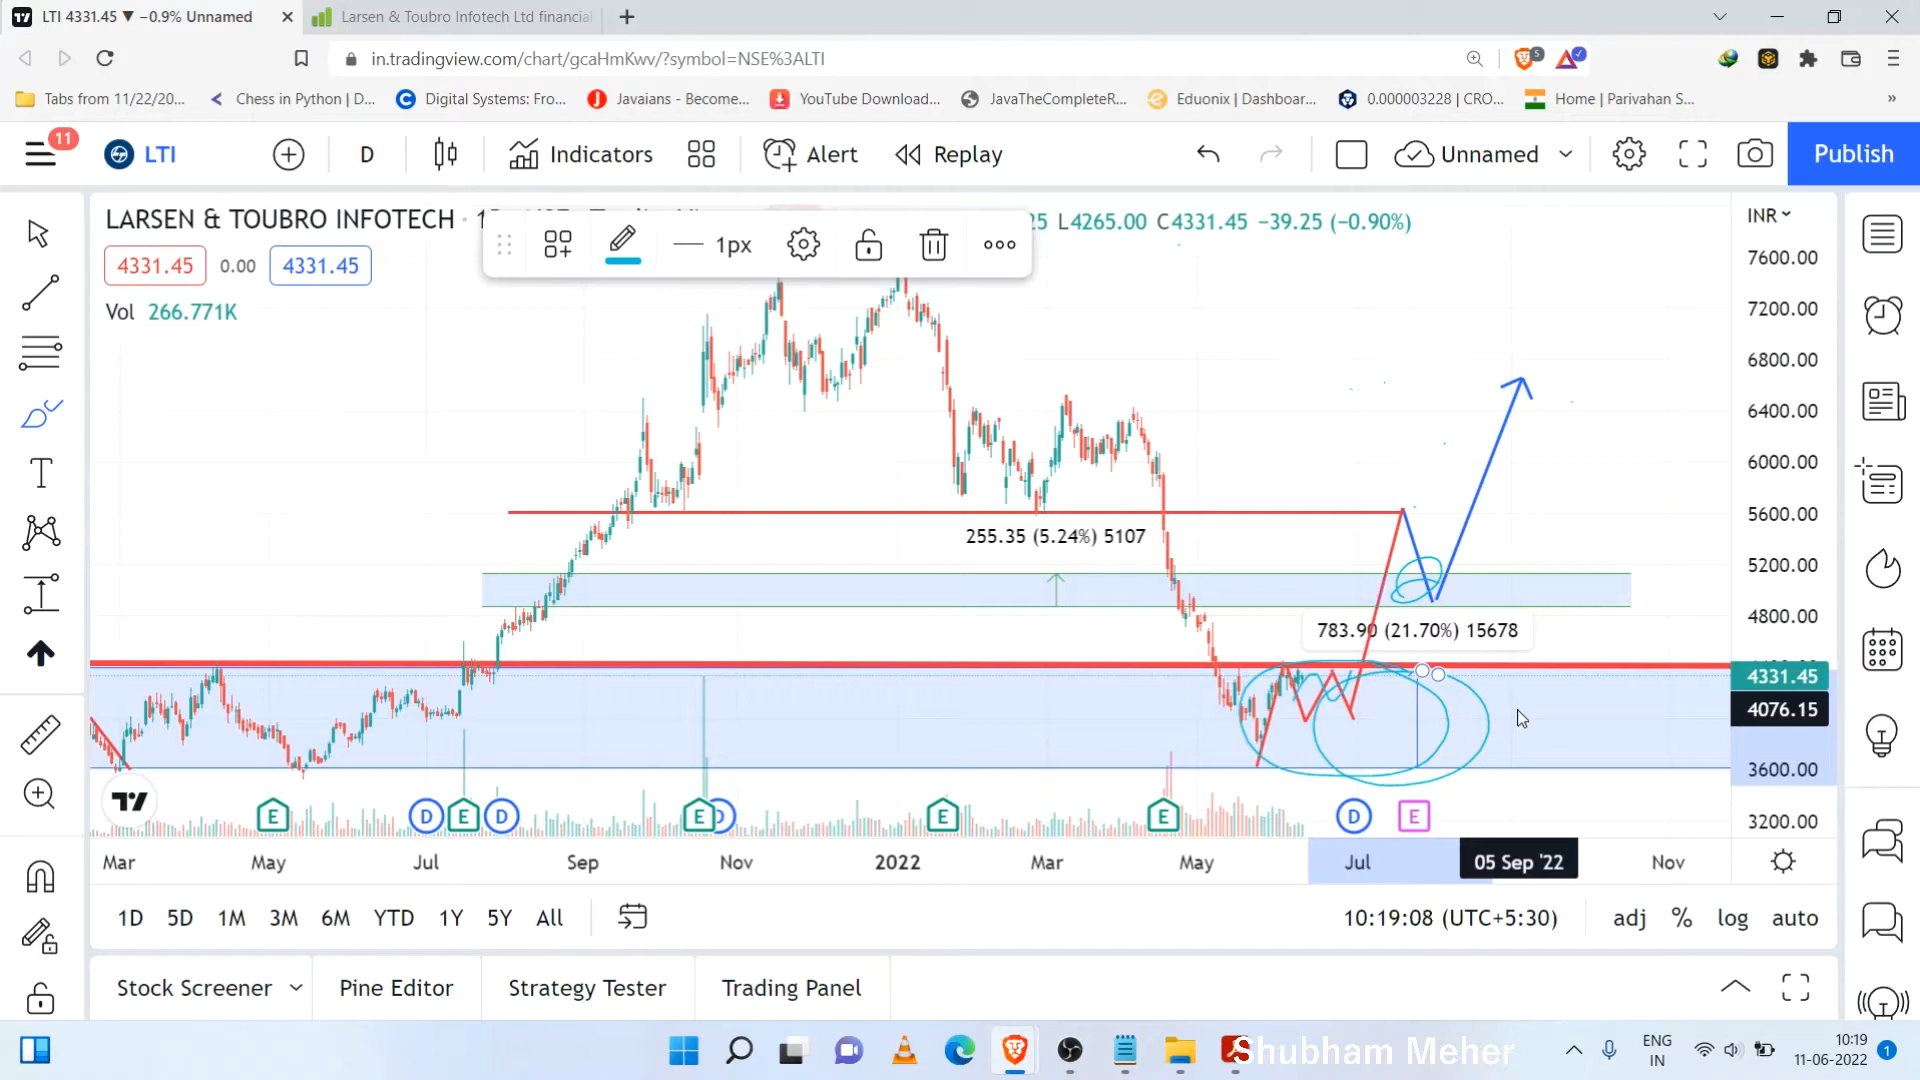 LTI 4331.45 ▼ −0.9% Unnamed
Larsen & Toubro Infotech Ltd financia
in.tradingview.com/chart/gcaHmKwv/?symbol=NSE%3ALTI
5
Tabs from 11/22/20...
Chess in Python | D...
Digital Systems: Fro...
Javaians - Become...
YouTube Download...
JavaTheCompleteR...
Eduonix | Dashboar...
0.000003228 | CRO...
Home | Parivahan S...
»
11
LTI
D
Indicators
Alert
Replay
Unnamed
Publish
LARSEN & TOUBRO INFOTECH ·
L4265.00 C4331.45 −39.25 (−0.90%)
INR
1px
4331.45
0.00
4331.45
Vol 266.771K
7600.00
7200.00
6800.00
6400.00
6000.00
5600.00
5200.00
4800.00
4331.45
4076.15
3600.00
3200.00
255.35 (5.24%) 5107
783.90 (21.70%) 15678
E
D
E
D
E
D
E
E
D
E
Mar
May
Jul
Sep
Nov
2022
Mar
May
Jul
05 Sep '22
Nov
1D
5D
1M
3M
6M
YTD
1Y
5Y
All
10:19:08 (UTC+5:30)
adj
%
log
auto
Stock Screener
Pine Editor
Strategy Tester
Trading Panel
Shubham Meher
ENG
IN
10:19
11-06-2022
1